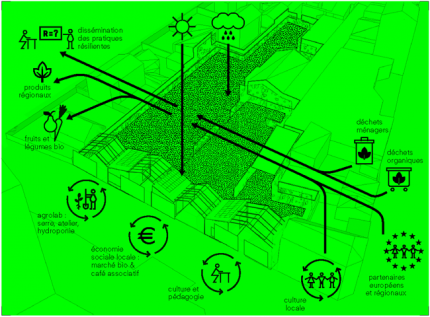 R=?
dissémination
des pratiques
résilientes
produits
régionaux
fruits et
légumes bio
déchets
ménagers
déchets
organiques
agrolab :
serre, atelier,
hydroponie
€
économie
sociale locale :
marché bio &
café associatif
culture et
pédagogie
culture
locale
partenaires
européens
et régionaux